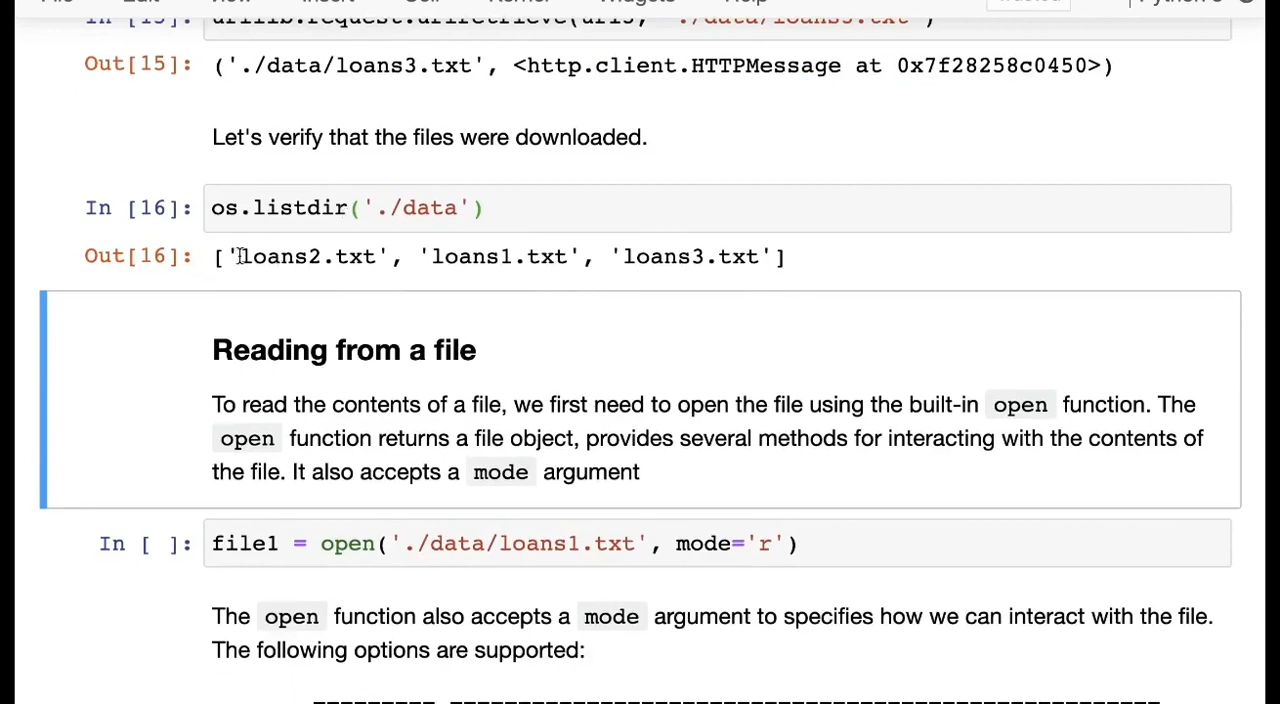 Out[15]: ('./data/loans3.txt', <http.client.HTTPMessage at 0x7f28258c0450>)
Let's verify that the files were downloaded.
In [16]: os.listdir('./data')
Out[16]: ['loans2.txt', 'loans1.txt', 'loans3.txt']
Reading from a file
To read the contents of a file, we first need to open the file using the built-in open function. The
open function returns a file object, provides several methods for interacting with the contents of
the file. It also accepts a mode argument
In [ ]: file1 = open('./data/loans1.txt', mode='r')
The open function also accepts a mode argument to specifies how we can interact with the file.
The following options are supported: